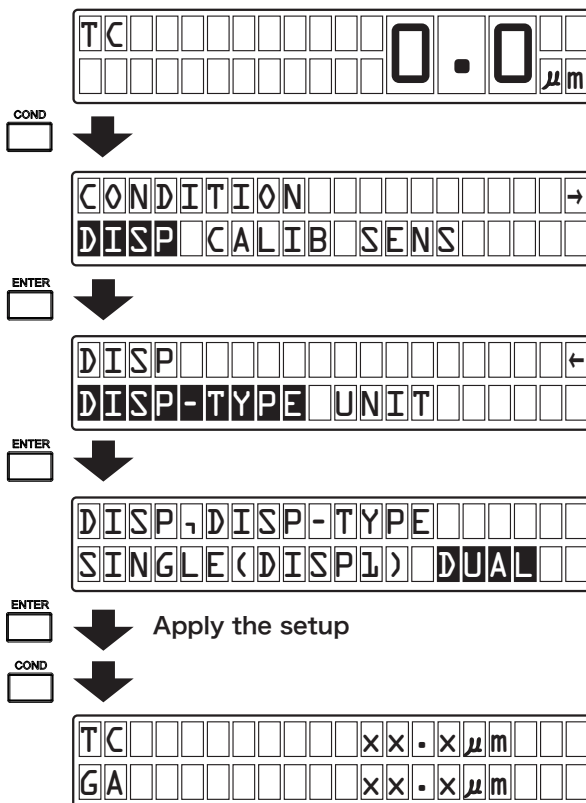 TC 0.0
μm
COND
CONDITION →
DISP CALIB SENS
ENTER
DISP ←
DISP-TYPE UNIT
ENTER
DISP┐DISP-TYPE
SINGLE(DISP1) DUAL
ENTER
Apply the setup
COND
TC xx.xμm
GA xx.xμm